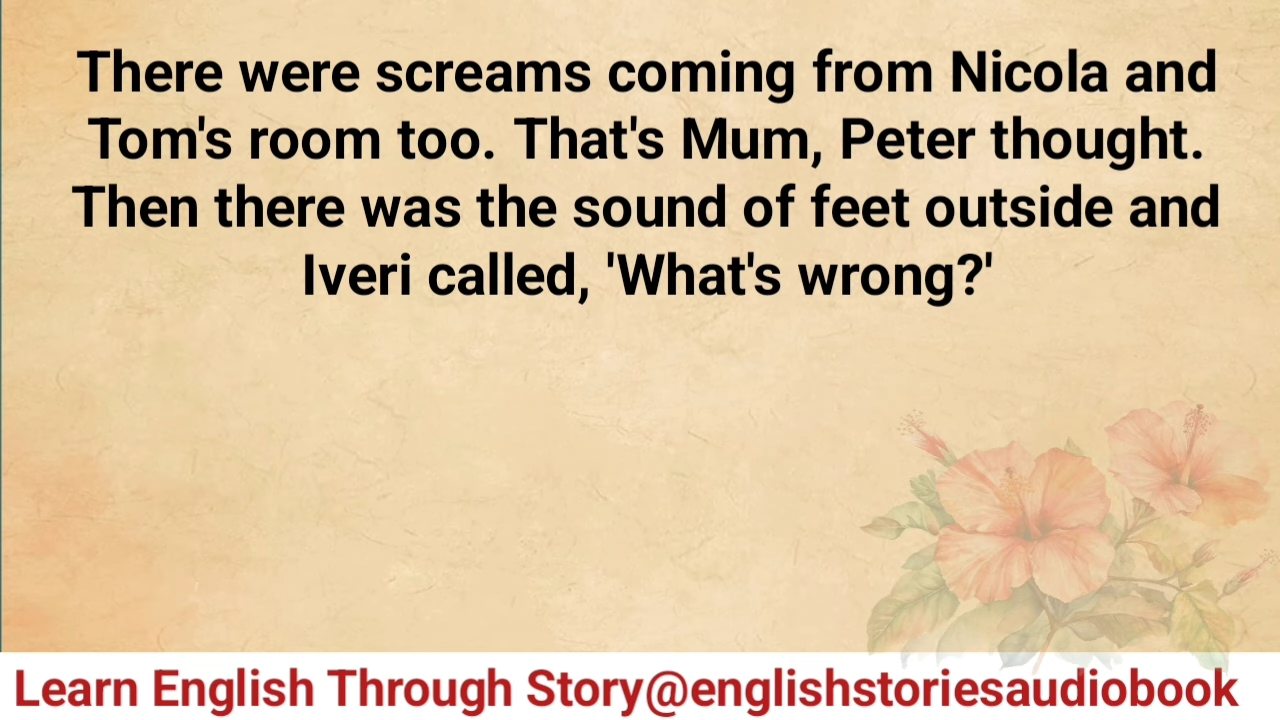 There were screams coming from Nicola and
Tom's room too. That's Mum, Peter thought.
Then there was the sound of feet outside and
Iveri called, 'What's wrong?'
Learn English Through Story@englishstoriesaudiobook